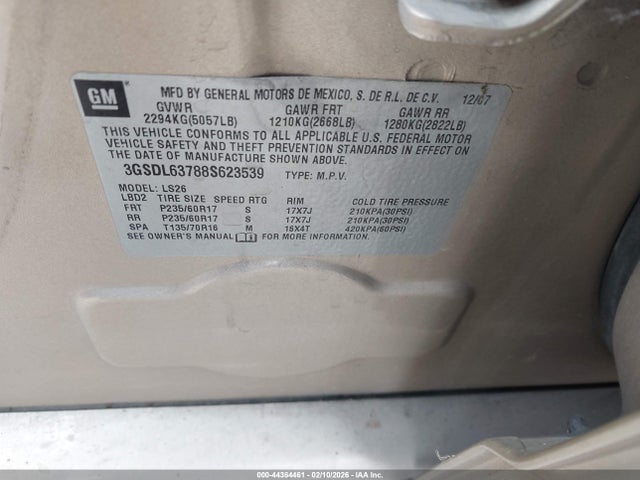 GM
MFD BY GENERAL MOTORS DE MEXICO, S. DE R.L. DE C.V. 12/07
GVWR GAWR FRT GAWR RR
2294KG(5057LB) 1210KG(2668LB) 1280KG(2822LB)
THIS VEHICLE CONFORMS TO ALL APPLICABLE U.S. FEDERAL MOTOR
VEHICLE SAFETY AND THEFT PREVENTION STANDARDS IN EFFECT ON
THE DATE OF MANUFACTURE SHOWN ABOVE.
3GSDL63788S623539 TYPE: M.P.V.
MODEL: LS26
LBD2 TIRE SIZE SPEED RTG RIM COLD TIRE PRESSURE
FRT P235/60R17 S 17X7J 210KPA(30PSI)
RR P235/60R17 S 17X7J 210KPA(30PSI)
SPA T135/70R16 M 16X4T 420KPA(60PSI)
SEE OWNER'S MANUAL FOR MORE INFORMATION
000-44364461 | 02/10/2026 - IAAI.COM